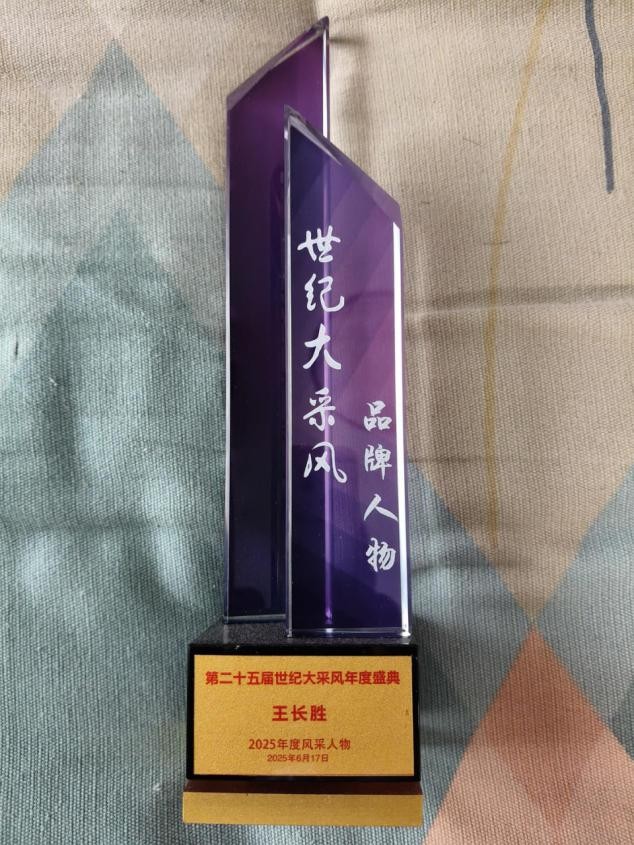 世纪大采风
品牌人物
第二十五届世纪大采风年度盛典
王长胜
2025年度风采人物
2025年6月17日